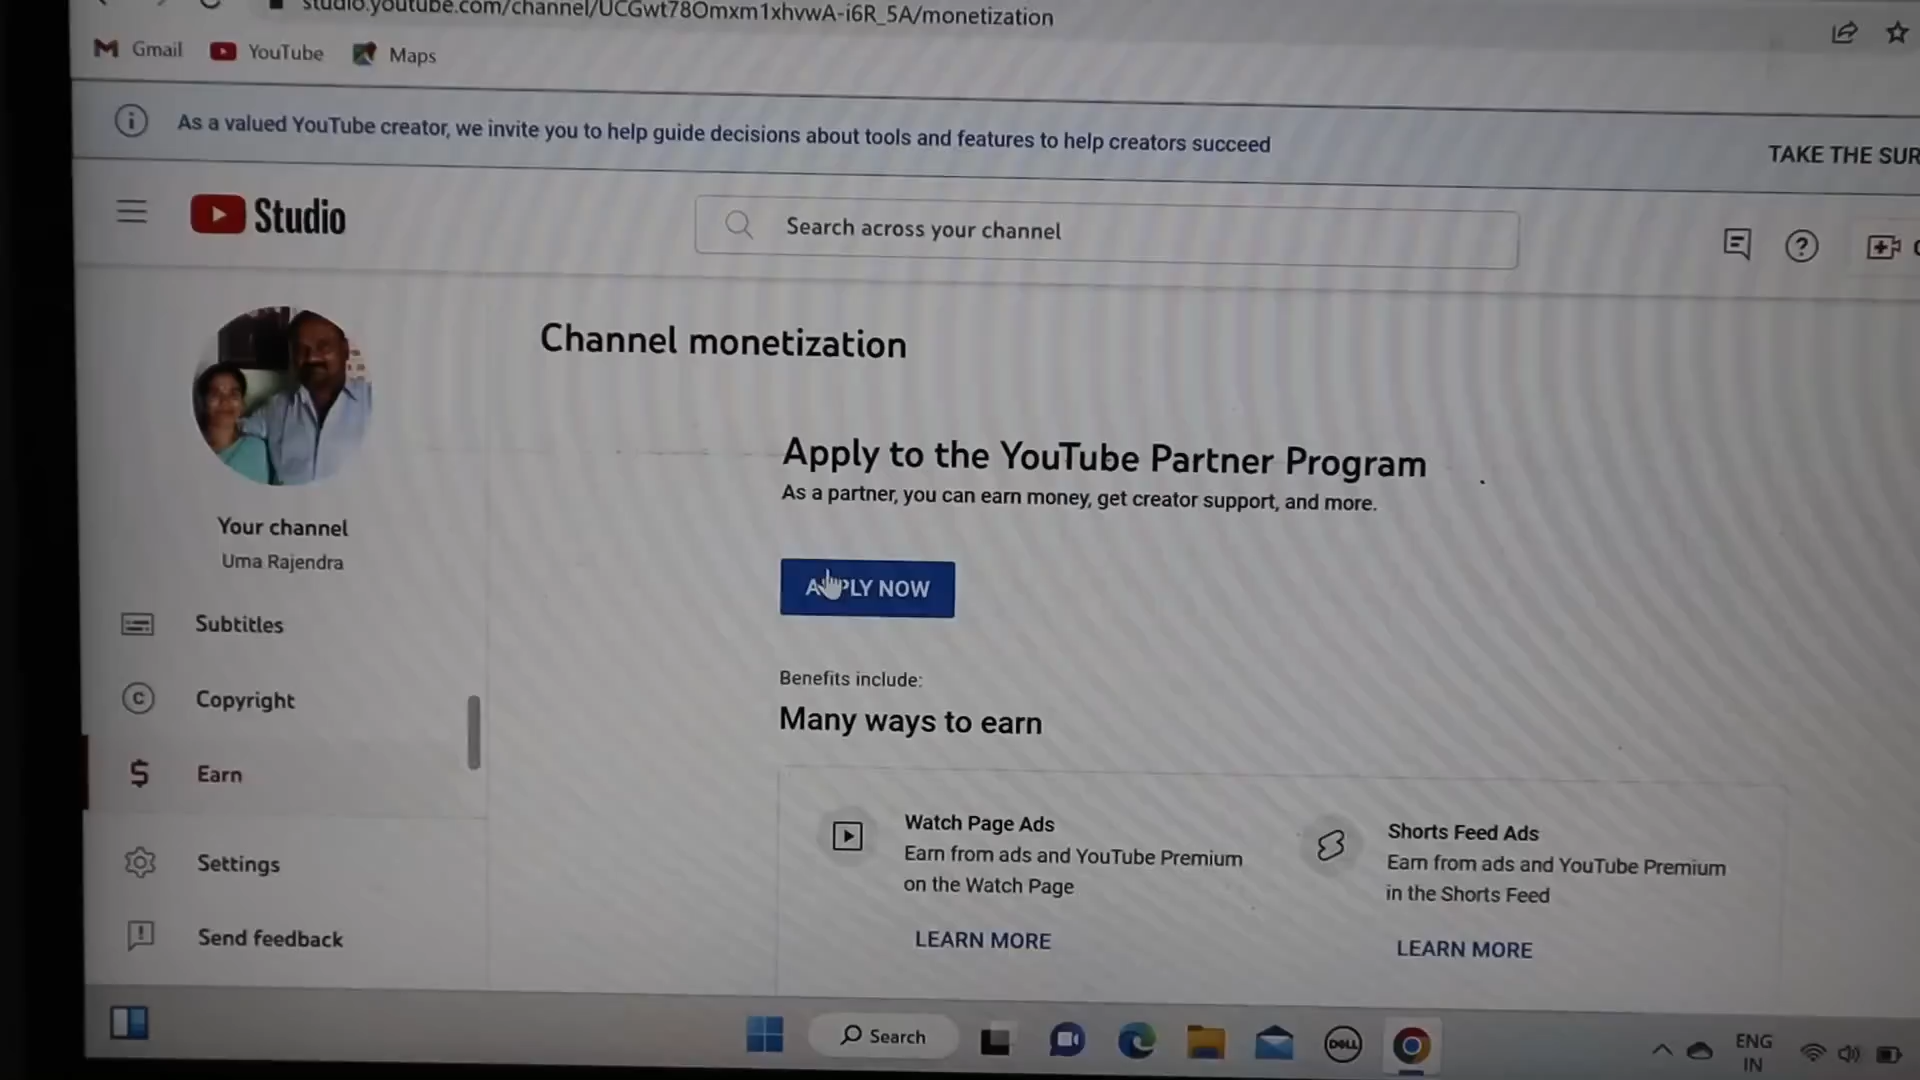 studio.youtube.com/channel/UCGwt78Omxm1xhvwA-i6R_5A/monetization
Gmail YouTube Maps
As a valued YouTube creator, we invite you to help guide decisions about tools and features to help creators succeed
TAKE THE SUR
Studio
Search across your channel
Channel monetization
Apply to the YouTube Partner Program
As a partner, you can earn money, get creator support, and more.
Your channel
Uma Rajendra
APPLY NOW
Subtitles
Benefits include:
Copyright
Many ways to earn
Earn
Watch Page Ads
Earn from ads and YouTube Premium
on the Watch Page
LEARN MORE
Shorts Feed Ads
Earn from ads and YouTube Premium
in the Shorts Feed
LEARN MORE
Settings
Send feedback
Search
DELL
ENG
IN